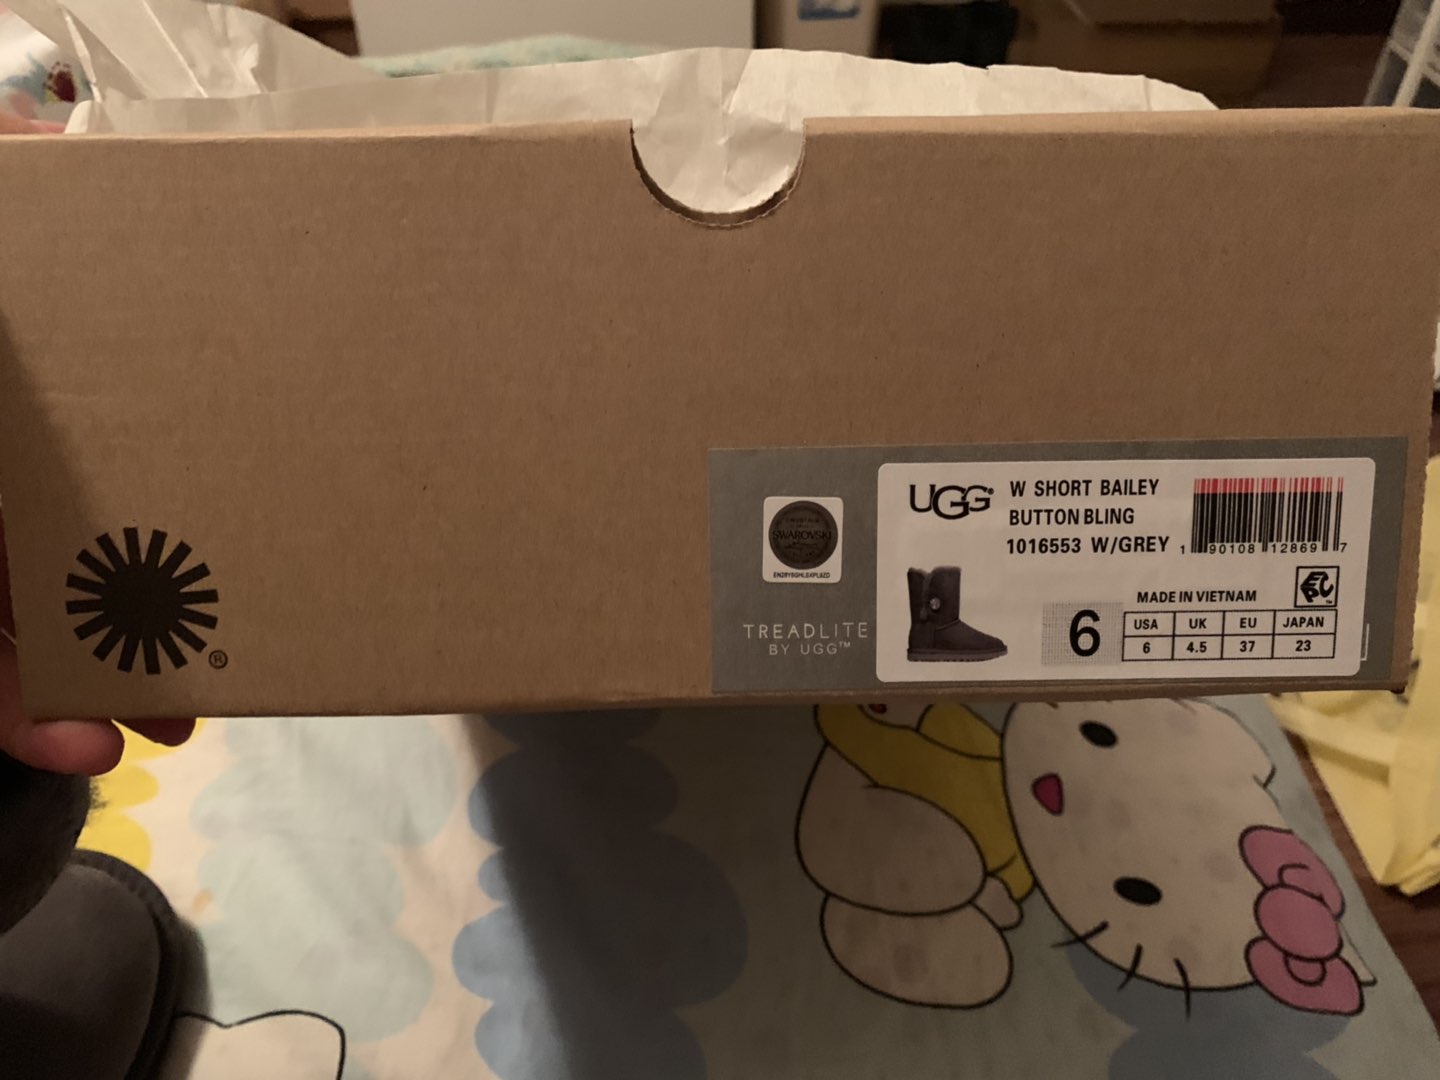 CRYSTALS
SWAROVSKI
TREADLITE
BY UGG™
UGG®
W SHORT BAILEY
BUTTON BLING
1016553 W/GREY
1 90108 12869 7
MADE IN VIETNAM
6
USA UK EU JAPAN
6 4.5 37 23
®